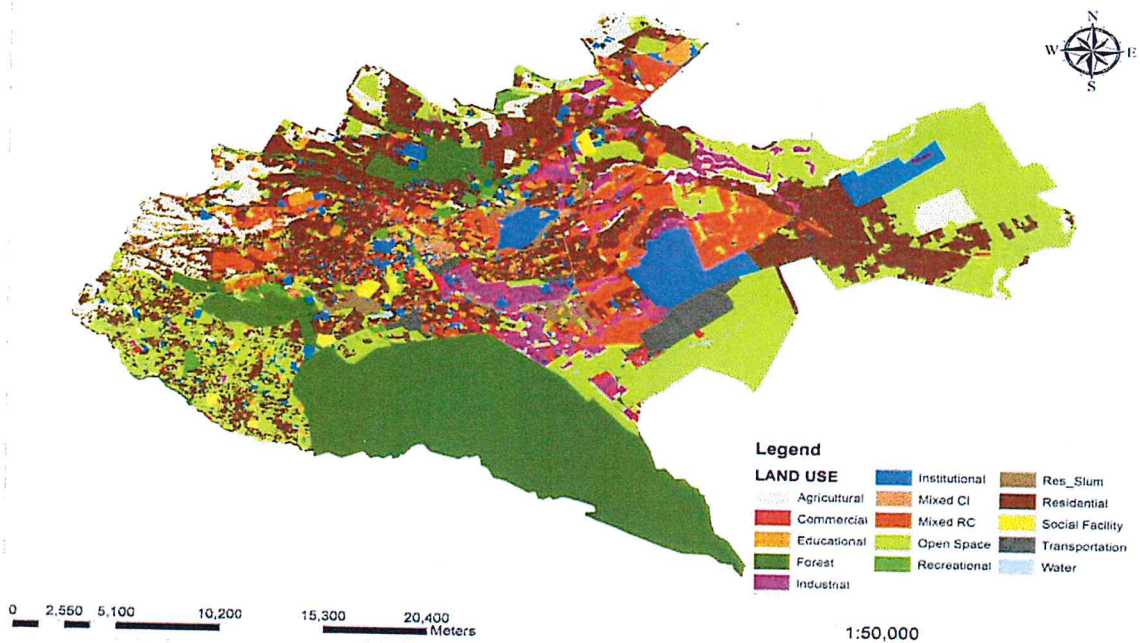 N
W E
S
Legend
LAND USE
Agricultural
Commercial
Educational
Forest
Industrial
Institutional
Mixed CI
Mixed RC
Open Space
Recreational
Res_Slum
Residential
Social Facility
Transportation
Water
0 2,550 5,100 10,200 15,300 20,400
Meters
1:50,000